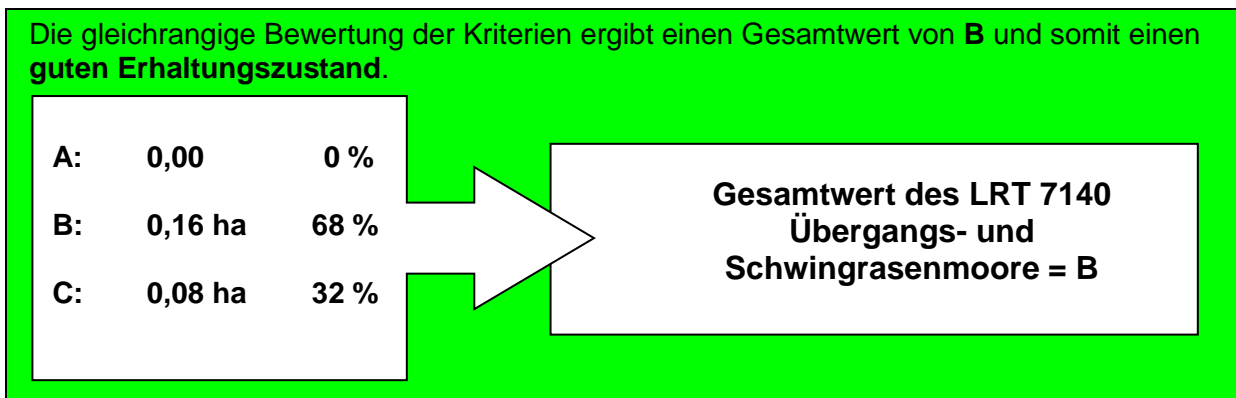 Die gleichrangige Bewertung der Kriterien ergibt einen Gesamtwert von B und somit einen
guten Erhaltungszustand.
A: 0,00 0 %
B: 0,16 ha 68 %
C: 0,08 ha 32 %
Gesamtwert des LRT 7140
Übergangs- und
Schwingrasenmoore = B